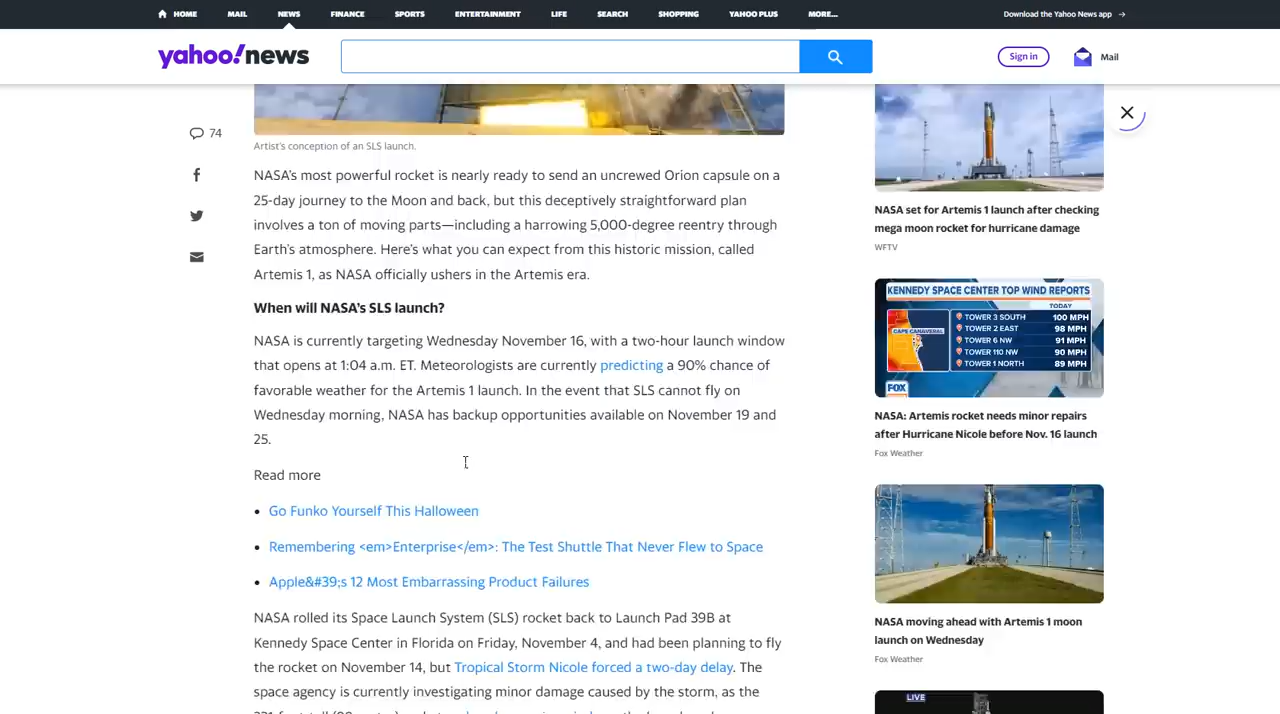 HOME
MAIL
NEWS
FINANCE
SPORTS
ENTERTAINMENT
LIFE
SEARCH
SHOPPING
YAHOO PLUS
MORE...
Download the Yahoo News app →
yahoo!news
Sign in
Mail
74
Artist's conception of an SLS launch.
NASA's most powerful rocket is nearly ready to send an uncrewed Orion capsule on a
25-day journey to the Moon and back, but this deceptively straightforward plan
involves a ton of moving parts—including a harrowing 5,000-degree reentry through
Earth's atmosphere. Here's what you can expect from this historic mission, called
Artemis 1, as NASA officially ushers in the Artemis era.
When will NASA's SLS launch?
NASA is currently targeting Wednesday November 16, with a two-hour launch window
that opens at 1:04 a.m. ET. Meteorologists are currently predicting a 90% chance of
favorable weather for the Artemis 1 launch. In the event that SLS cannot fly on
Wednesday morning, NASA has backup opportunities available on November 19 and
25.
Read more
• Go Funko Yourself This Halloween
• Remembering <em>Enterprise</em>: The Test Shuttle That Never Flew to Space
• Apple&#39;s 12 Most Embarrassing Product Failures
NASA rolled its Space Launch System (SLS) rocket back to Launch Pad 39B at
Kennedy Space Center in Florida on Friday, November 4, and had been planning to fly
the rocket on November 14, but Tropical Storm Nicole forced a two-day delay. The
space agency is currently investigating minor damage caused by the storm, as the
NASA set for Artemis 1 launch after checking
mega moon rocket for hurricane damage
WFTV
KENNEDY SPACE CENTER TOP WIND REPORTS
TODAY
CAPE CANAVERAL
TOWER 3 SOUTH 100 MPH
TOWER 2 EAST 98 MPH
TOWER 6 NW 91 MPH
TOWER 110 NW 90 MPH
TOWER 1 NORTH 89 MPH
FOX
NASA: Artemis rocket needs minor repairs
after Hurricane Nicole before Nov. 16 launch
Fox Weather
NASA moving ahead with Artemis 1 moon
launch on Wednesday
Fox Weather
LIVE